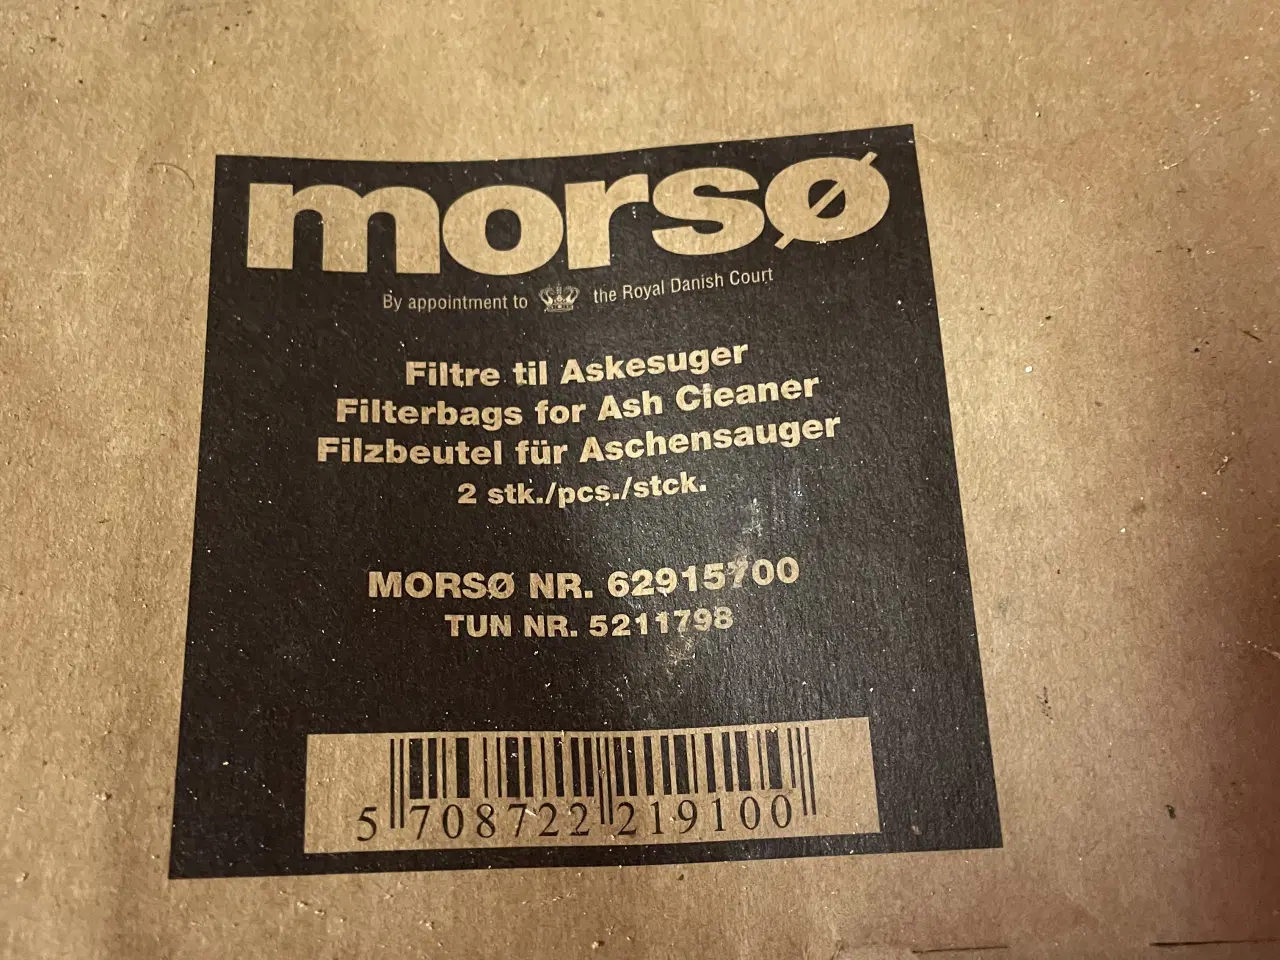 morsø
By appointment to the Royal Danish Court
Filtre til Askesuger
Filterbags for Ash Cleaner
Filzbeutel für Aschensauger
2 stk./pcs./stck.
MORSØ NR. 62915700
TUN NR. 5211798
5 708722 219100